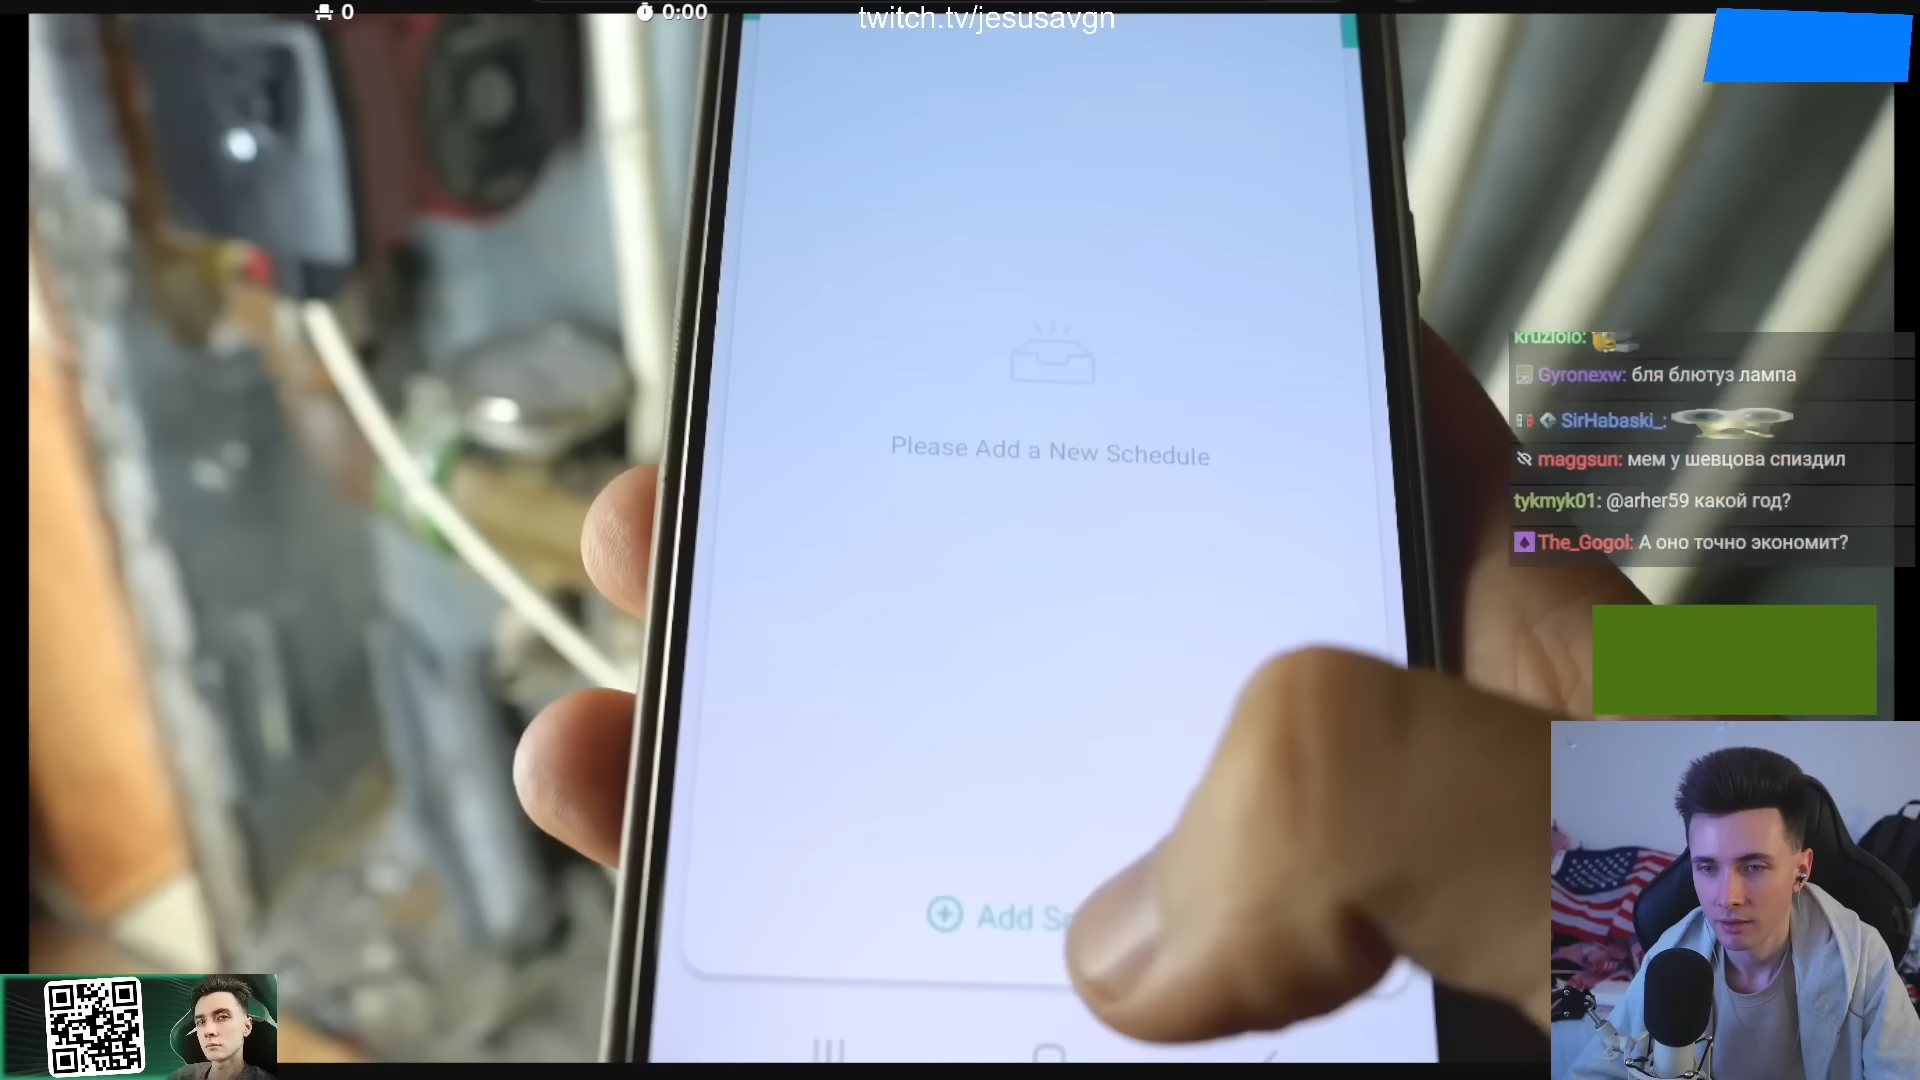 0
0:00
twitch.tv/jesusavgn
kruzlolo:
Gyronexw: бля блютуз лампа
SirHabaski_:
maggsun: мем у шевцова спиздил
tykmyk01: @arher59 какой год?
The_Gogol: А оно точно экономит?
Please Add a New Schedule
Add